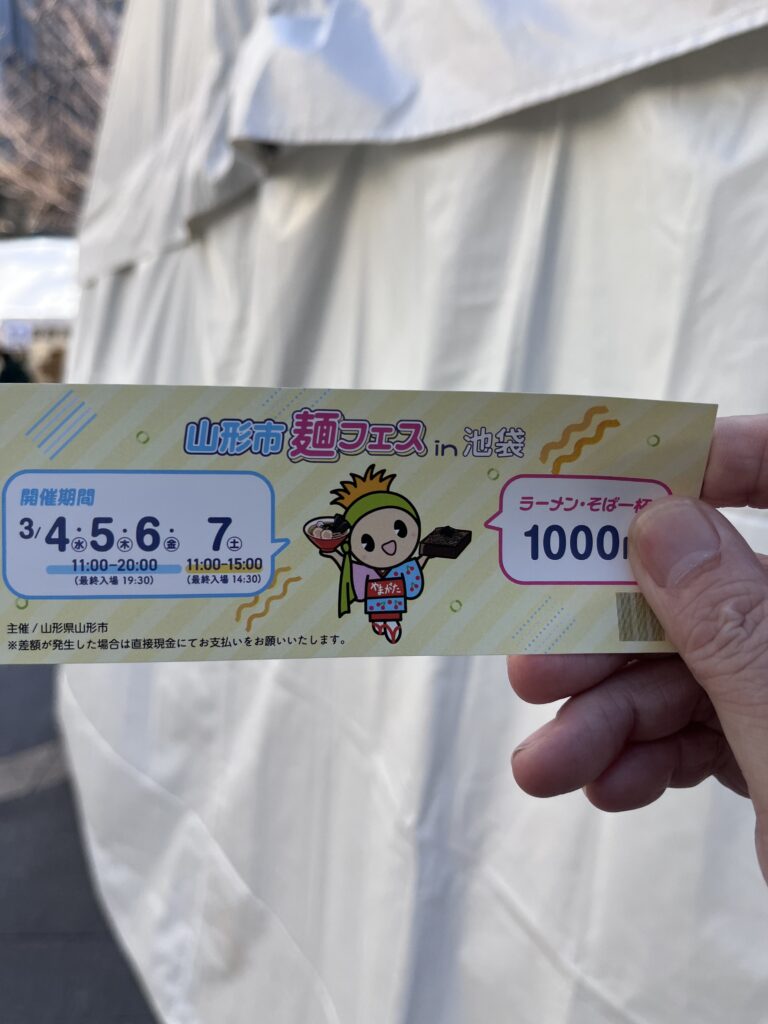 山形市 麺フェス in 池袋
開催期間
3/4水・5木・6金・ 7土
11:00-20:00 11:00-15:00
(最終入場 19:30) (最終入場 14:30)
やまがた
ラーメン・そば一杯
1000
主催 / 山形県山形市
※差額が発生した場合は直接現金にてお支払いをお願いいたします。